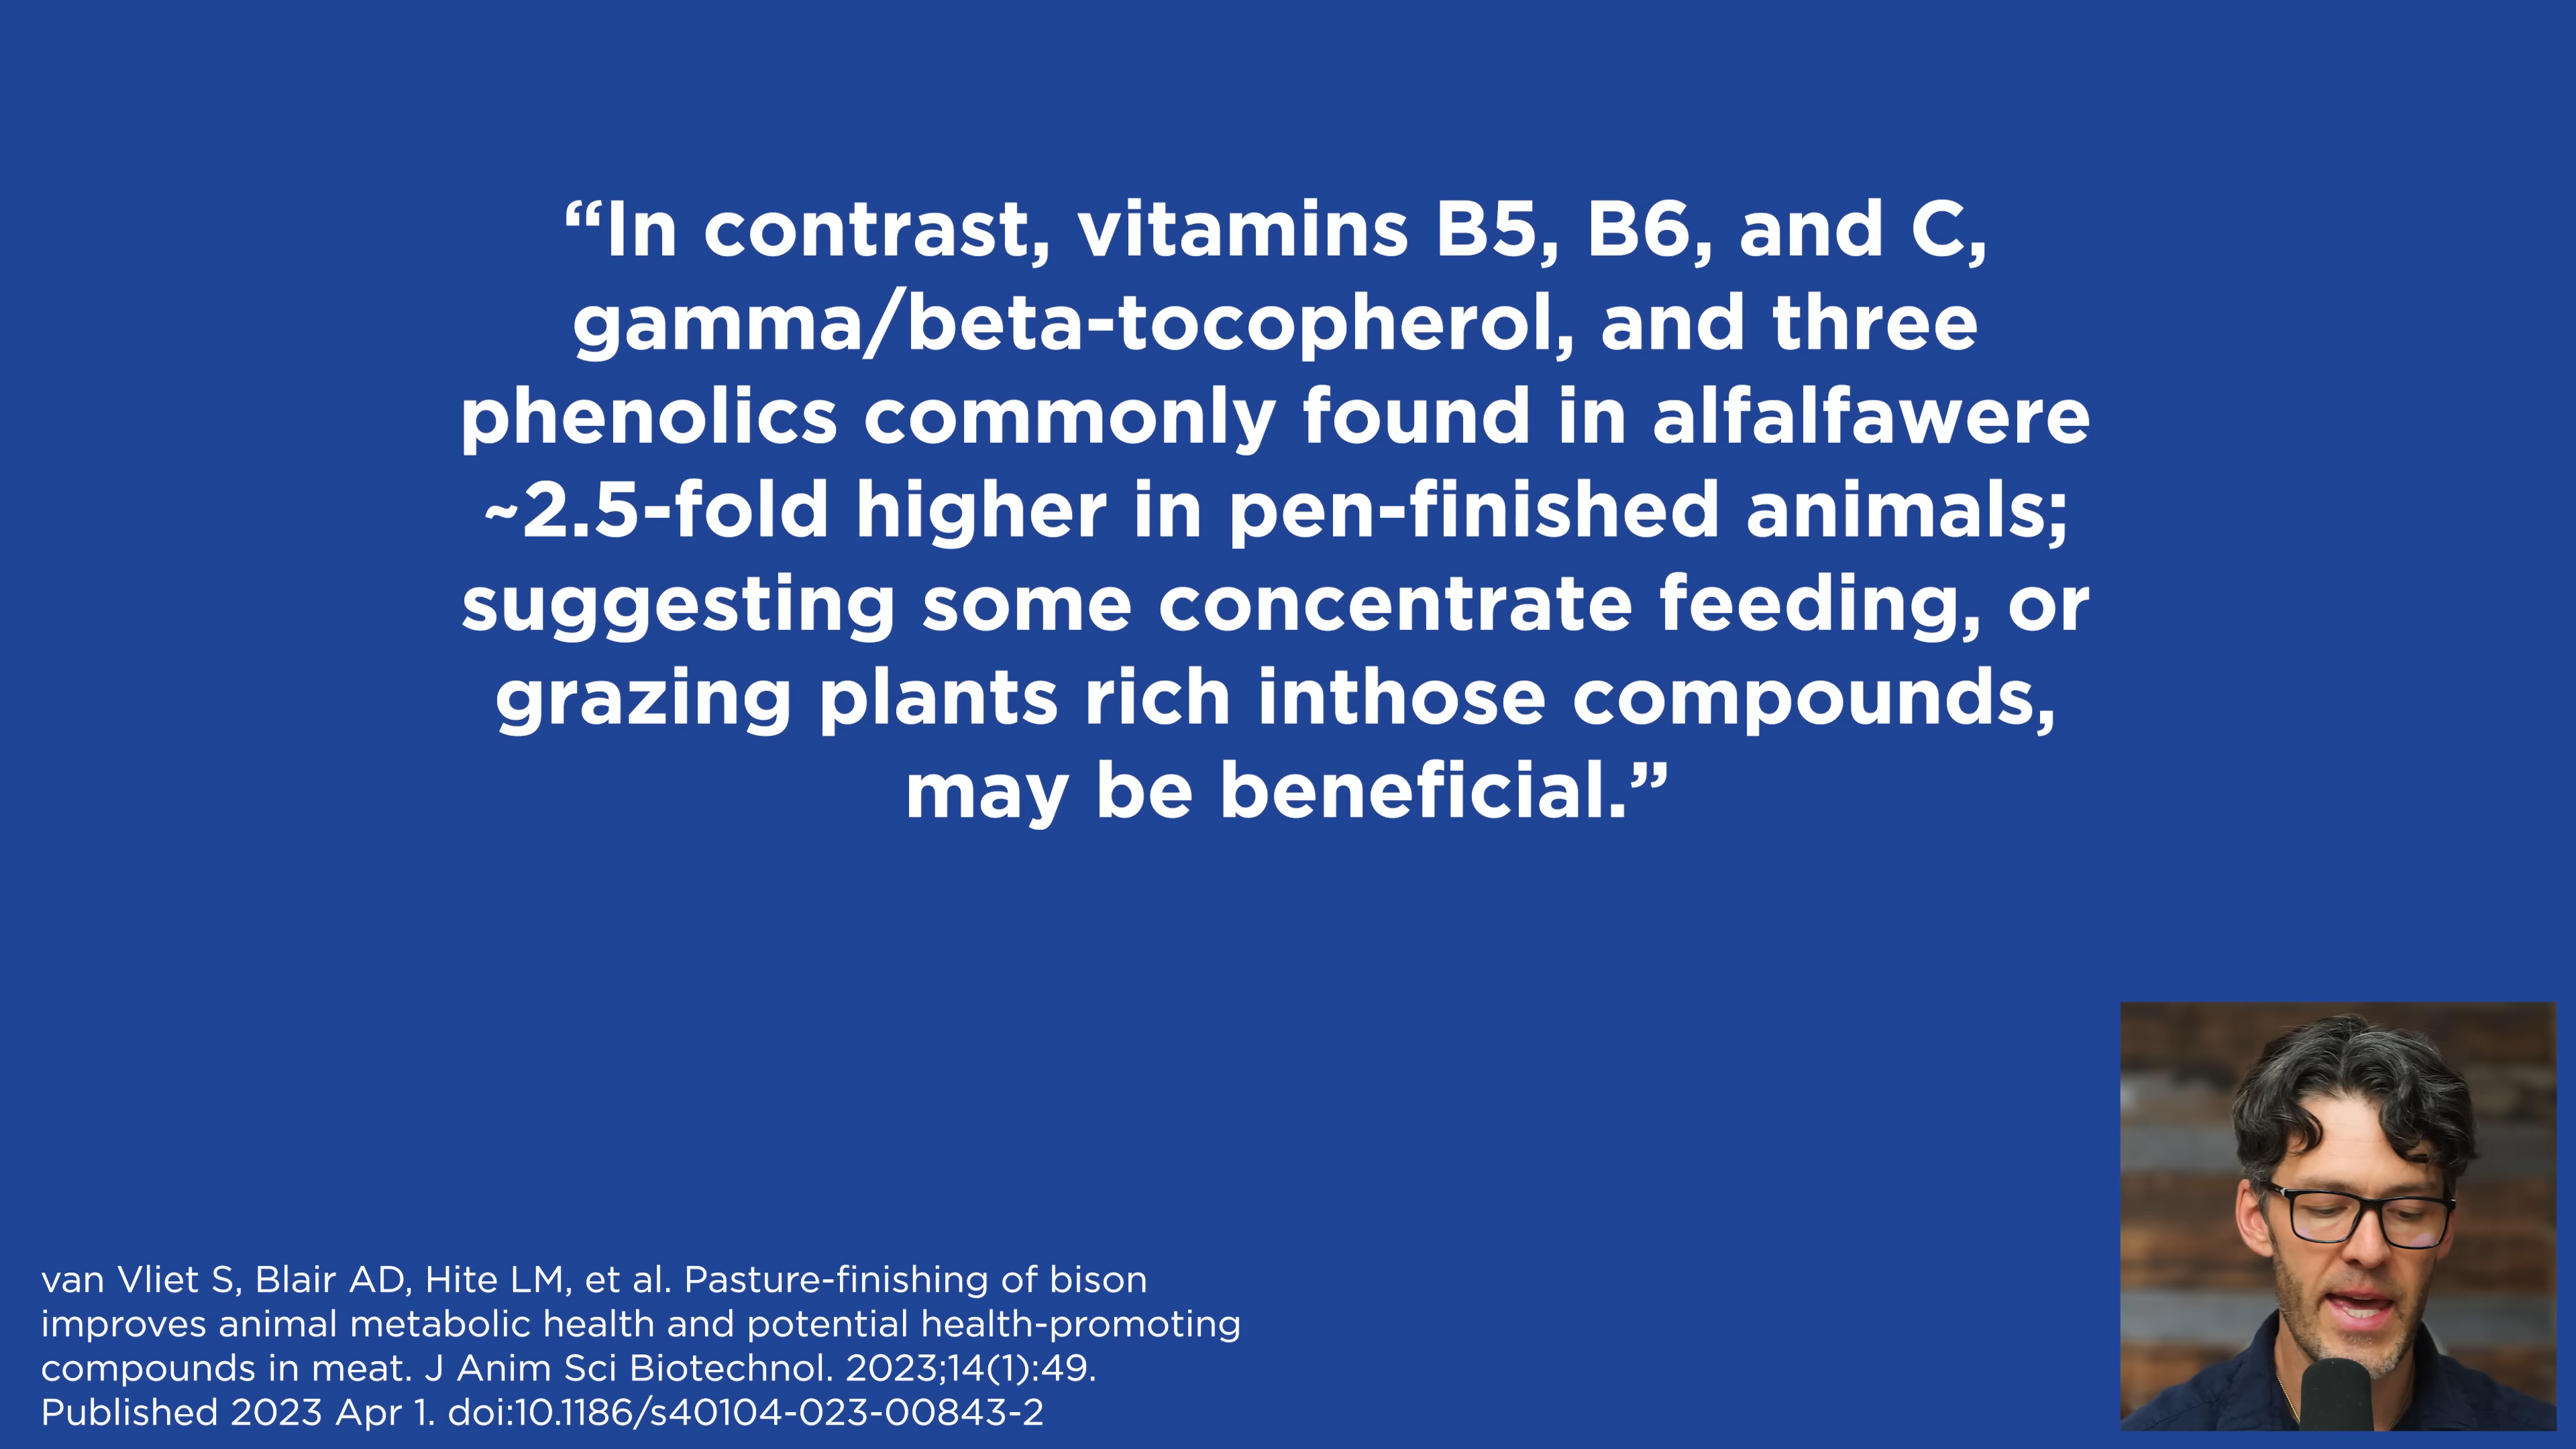 “In contrast, vitamins B5, B6, and C,
gamma/beta-tocopherol, and three
phenolics commonly found in alfalfawere
~2.5-fold higher in pen-finished animals;
suggesting some concentrate feeding, or
grazing plants rich inthose compounds,
may be beneficial.”
van Vliet S, Blair AD, Hite LM, et al. Pasture-finishing of bison
improves animal metabolic health and potential health-promoting
compounds in meat. J Anim Sci Biotechnol. 2023;14(1):49.
Published 2023 Apr 1. doi:10.1186/s40104-023-00843-2